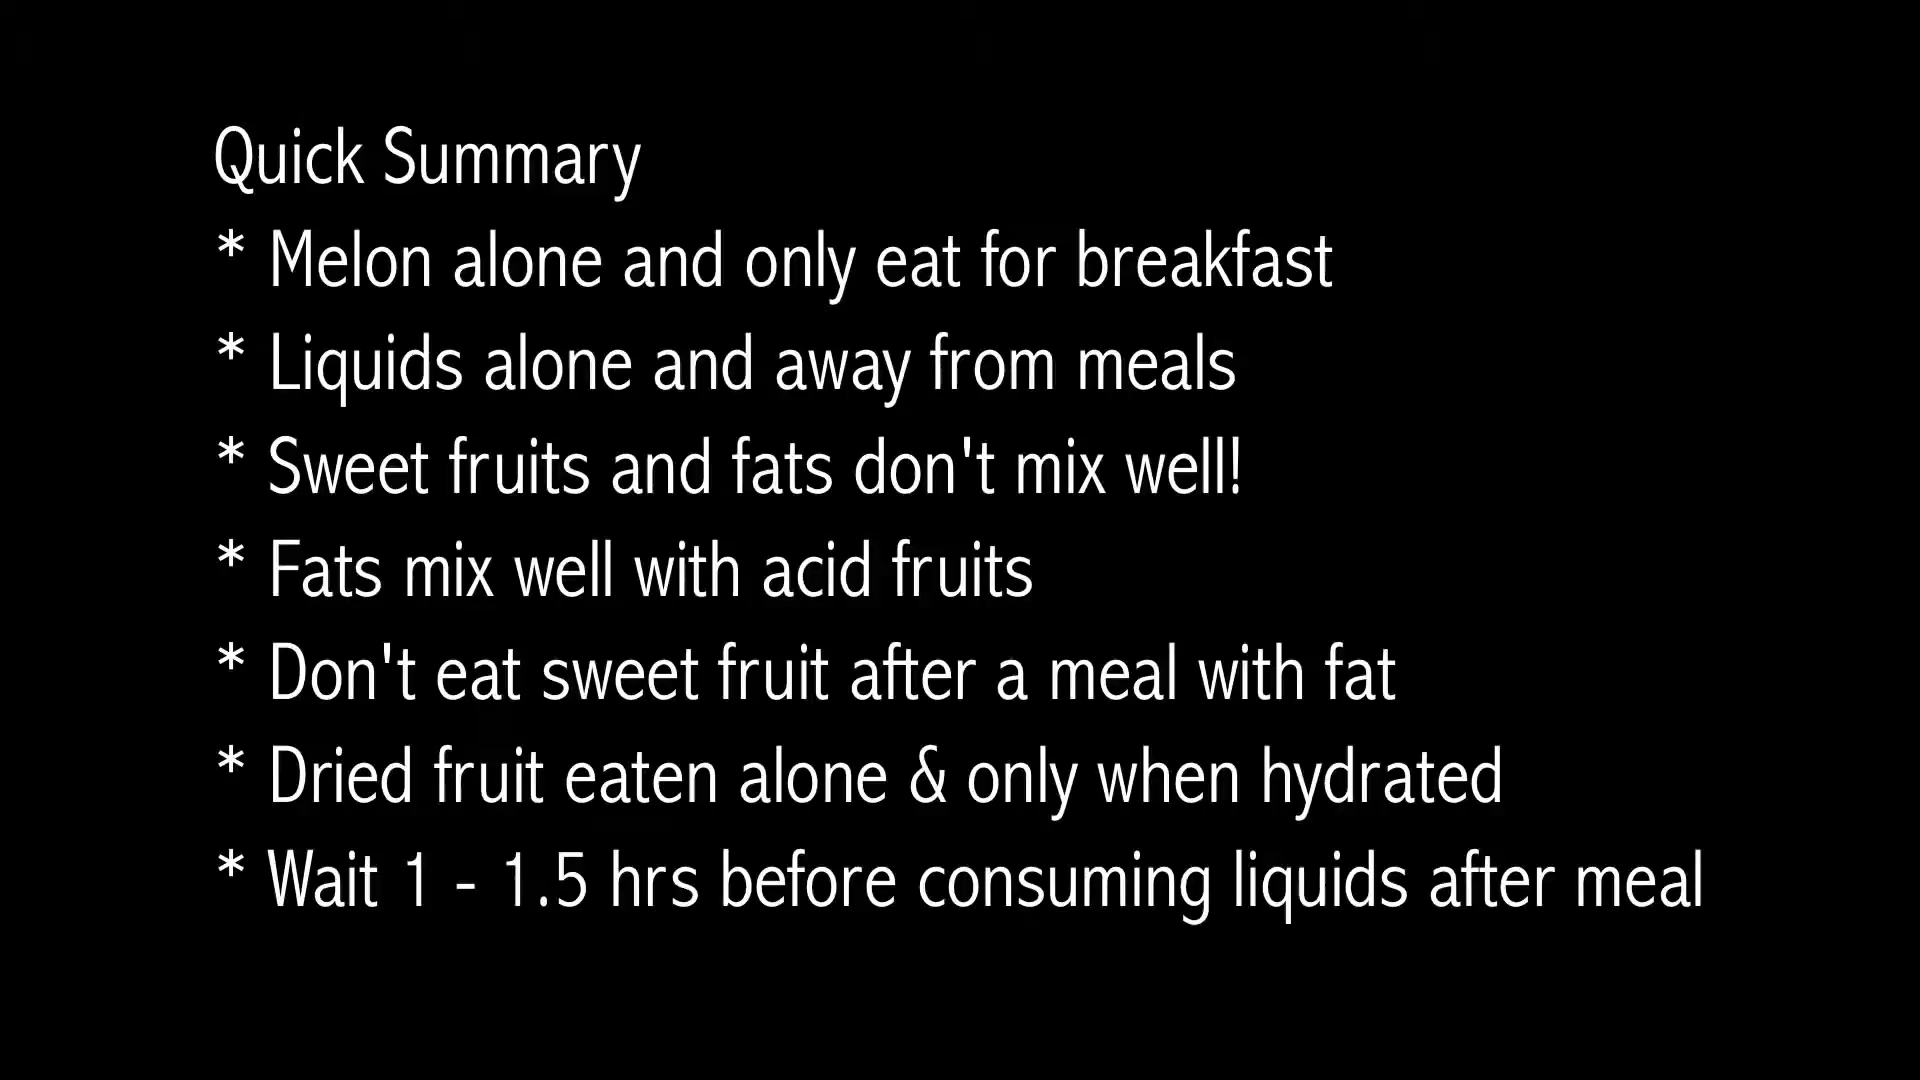 Quick Summary
* Melon alone and only eat for breakfast
* Liquids alone and away from meals
* Sweet fruits and fats don't mix well!
* Fats mix well with acid fruits
* Don't eat sweet fruit after a meal with fat
* Dried fruit eaten alone & only when hydrated
* Wait 1 - 1.5 hrs before consuming liquids after meal